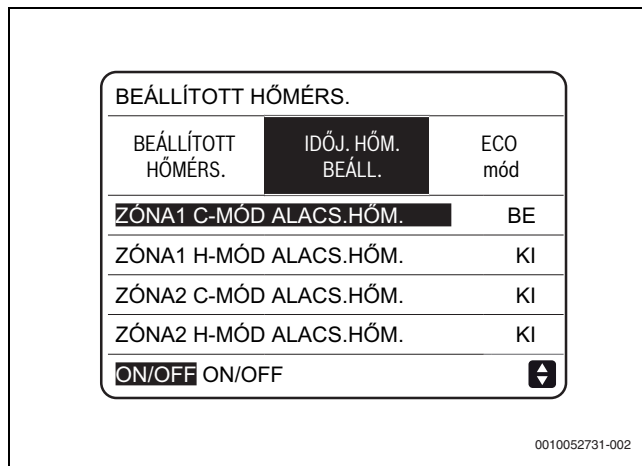 BEÁLLÍTOTT HŐMÉRS.
BEÁLLÍTOTT HŐMÉRS.
IDŐJ. HŐM. BEÁLL.
ECO mód
ZÓNA1 C-MÓD ALACS.HŐM. BE
ZÓNA1 H-MÓD ALACS.HŐM. KI
ZÓNA2 C-MÓD ALACS.HŐM. KI
ZÓNA2 H-MÓD ALACS.HŐM. KI
ON/OFF ON/OFF
0010052731-002